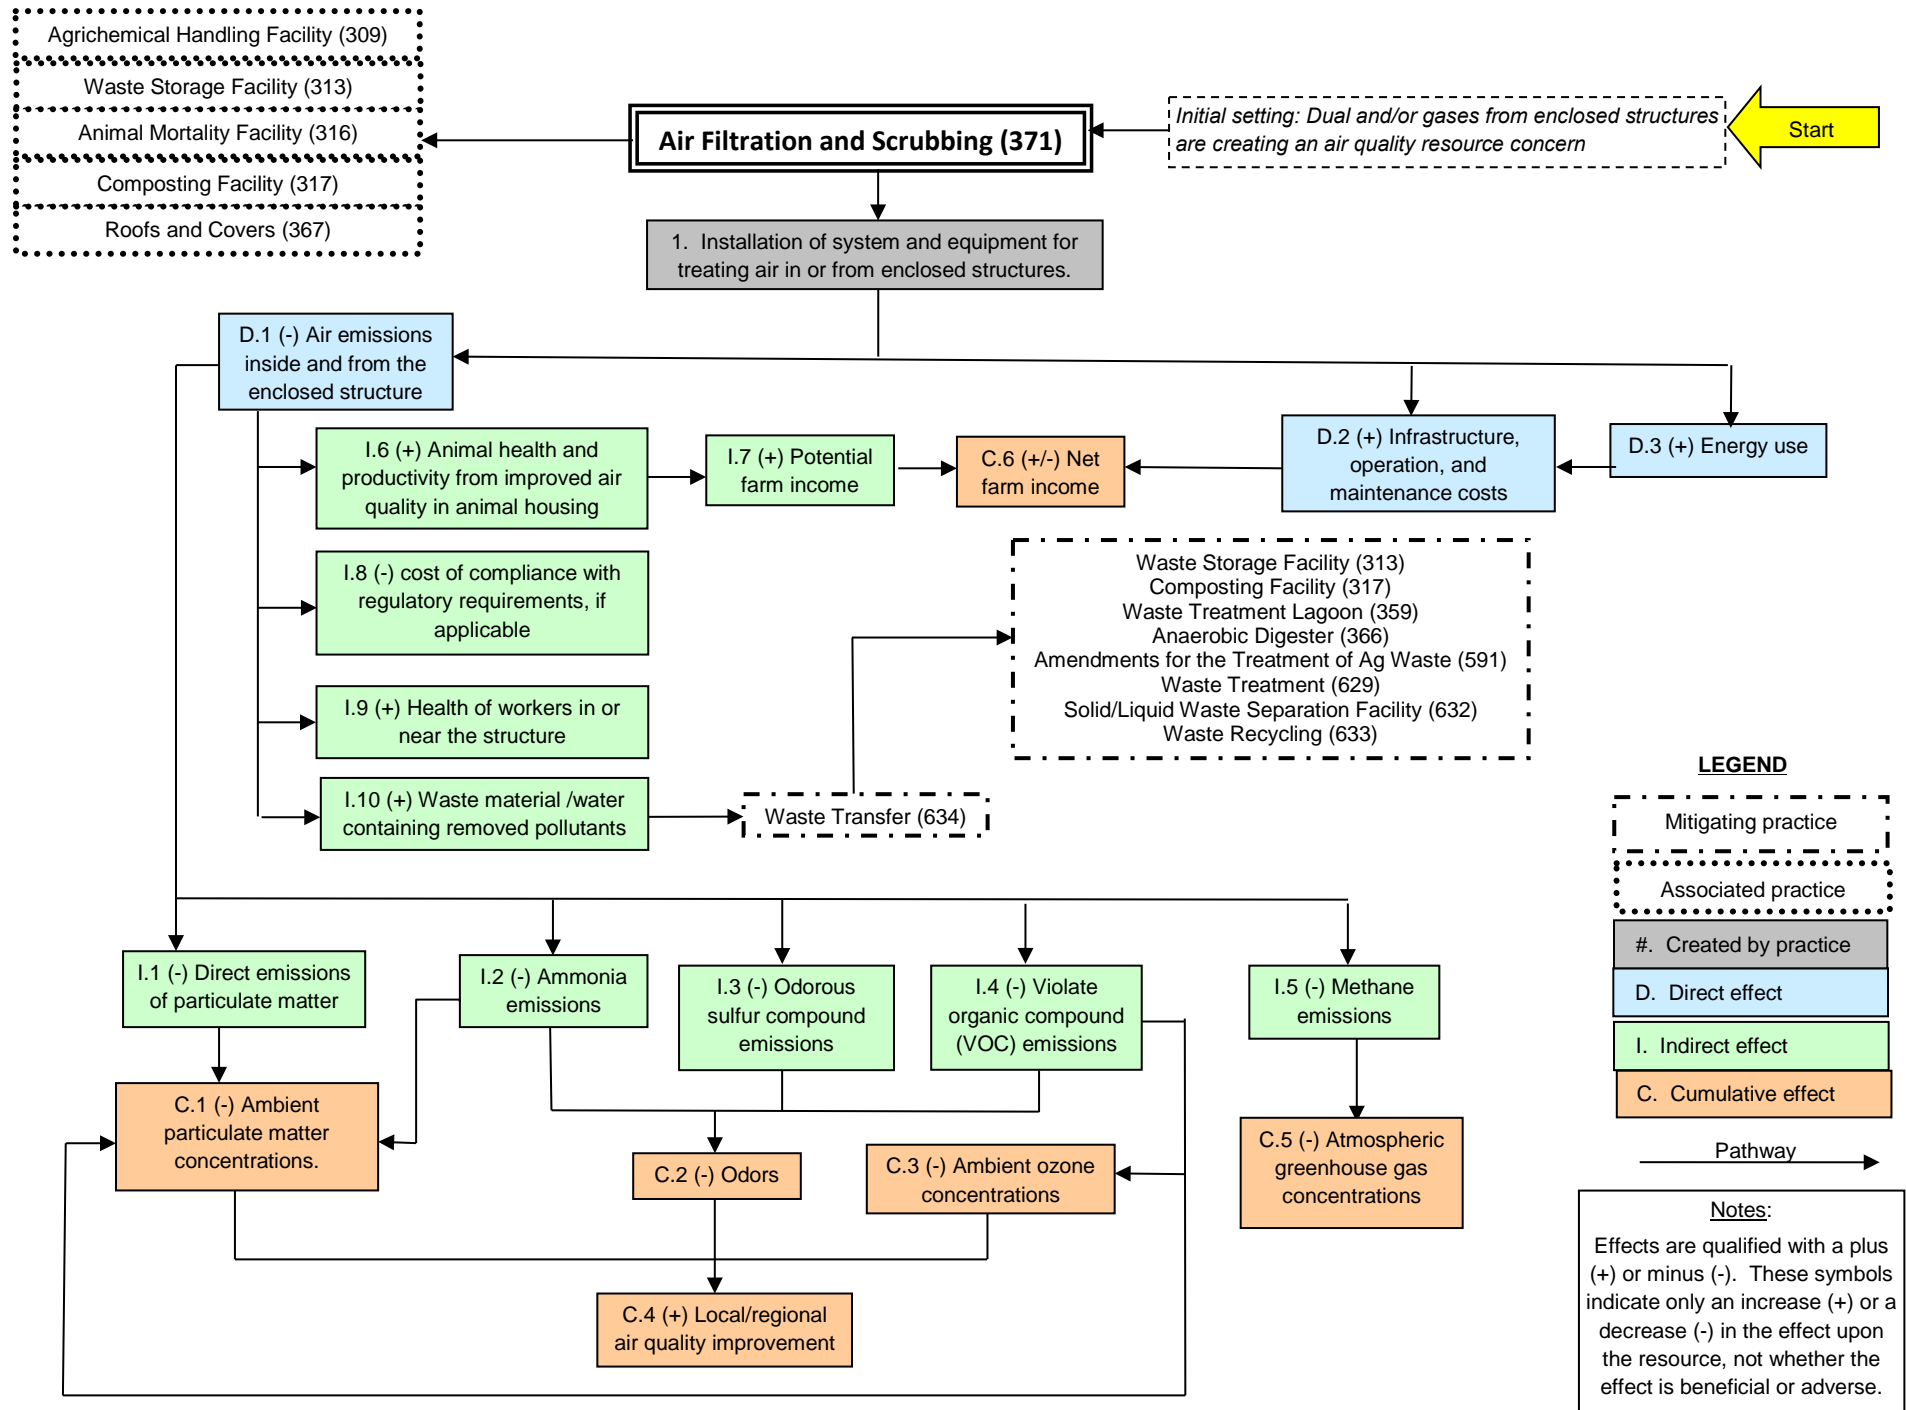 Agrichemical Handling Facility (309)
Waste Storage Facility (313)
Animal Mortality Facility (316)
Composting Facility (317)
Roofs and Covers (367)
Air Filtration and Scrubbing (371)
Initial setting: Dual and/or gases from enclosed structures
are creating an air quality resource concern
Start
1. Installation of system and equipment for
treating air in or from enclosed structures.
D.1 (-) Air emissions
inside and from the
enclosed structure
I.6 (+) Animal health and
productivity from improved air
quality in animal housing
I.7 (+) Potential
farm income
C.6 (+/-) Net
farm income
D.2 (+) Infrastructure,
operation, and
maintenance costs
D.3 (+) Energy use
I.8 (-) cost of compliance with
regulatory requirements, if
applicable
I.9 (+) Health of workers in or
near the structure
I.10 (+) Waste material /water
containing removed pollutants
Waste Transfer (634)
Waste Storage Facility (313)
Composting Facility (317)
Waste Treatment Lagoon (359)
Anaerobic Digester (366)
Amendments for the Treatment of Ag Waste (591)
Waste Treatment (629)
Solid/Liquid Waste Separation Facility (632)
Waste Recycling (633)
I.1 (-) Direct emissions
of particulate matter
I.2 (-) Ammonia
emissions
I.3 (-) Odorous
sulfur compound
emissions
I.4 (-) Violate
organic compound
(VOC) emissions
I.5 (-) Methane
emissions
C.1 (-) Ambient
particulate matter
concentrations.
C.2 (-) Odors
C.3 (-) Ambient ozone
concentrations
C.5 (-) Atmospheric
greenhouse gas
concentrations
C.4 (+) Local/regional
air quality improvement
LEGEND
Mitigating practice
Associated practice
#. Created by practice
D. Direct effect
I. Indirect effect
C. Cumulative effect
Pathway
Notes:
Effects are qualified with a plus
(+) or minus (-). These symbols
indicate only an increase (+) or a
decrease (-) in the effect upon
the resource, not whether the
effect is beneficial or adverse.